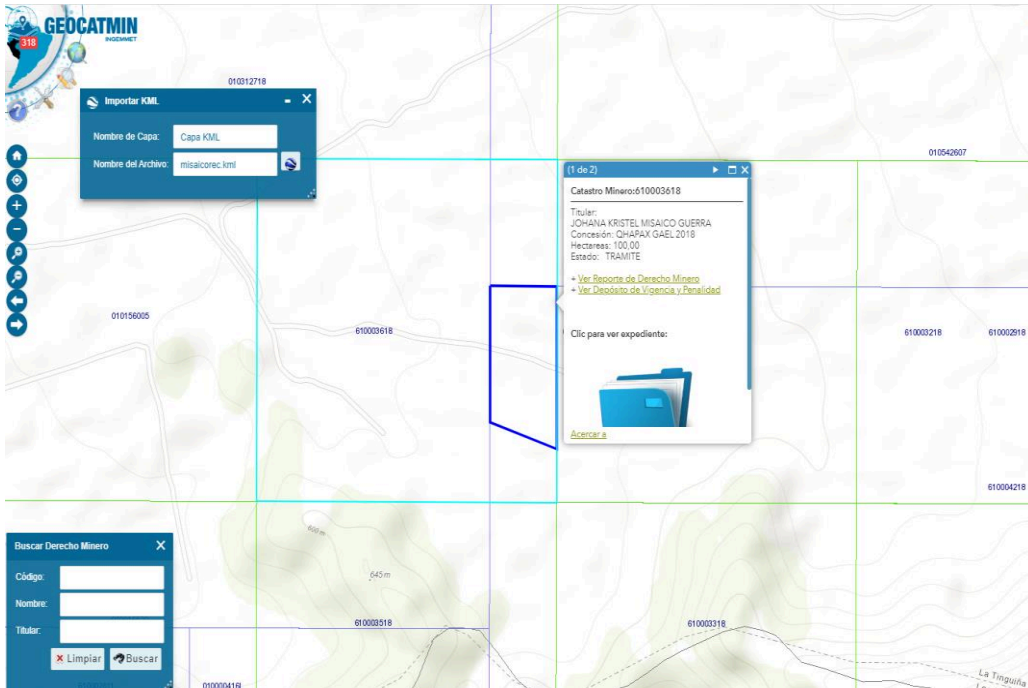 GEOCATMIN
INGEMMET
318
010312718
Importar KML
Nombre de Capa: Capa KML
Nombre del Archivo: misaicorec.kml
010542607
(1 de 2)
Catastro Minero:610003618
Titular:
JOHANA KRISTEL MISAICO GUERRA
Concesión: QHAPAX GAEL 2018
Hectareas: 100,00
Estado: TRAMITE
+ Ver Reporte de Derecho Minero
+ Ver Depósito de Vigencia y Penalidad
Clic para ver expediente:
Acercar a
010156005
610003618
610003218
610002918
610004218
600 m
645 m
Buscar Derecho Minero
Código:
Nombre:
Titular:
Limpiar
Buscar
610003518
610003318
010000416
La Tinguiña